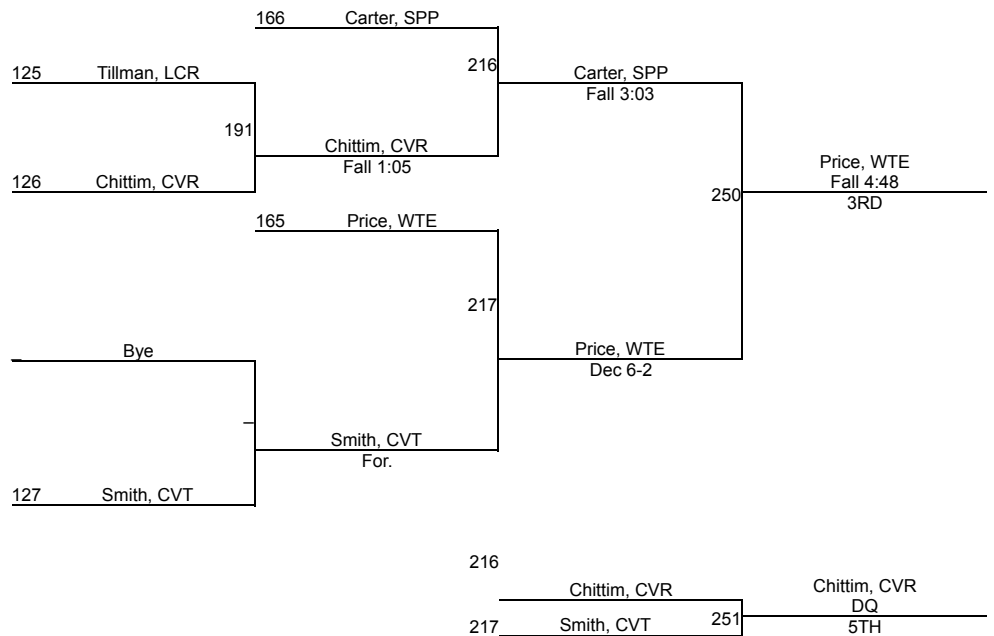 166 Carter, SPP
125 Tillman, LCR
216
Carter, SPP
Fall 3:03
191
Chittim, CVR
Fall 1:05
126 Chittim, CVR
Price, WTE
Fall 4:48
3RD
250
165 Price, WTE
217
Bye
Price, WTE
Dec 6-2
Smith, CVT
For.
127 Smith, CVT
216
Chittim, CVR
217 Smith, CVT
251
Chittim, CVR
DQ
5TH